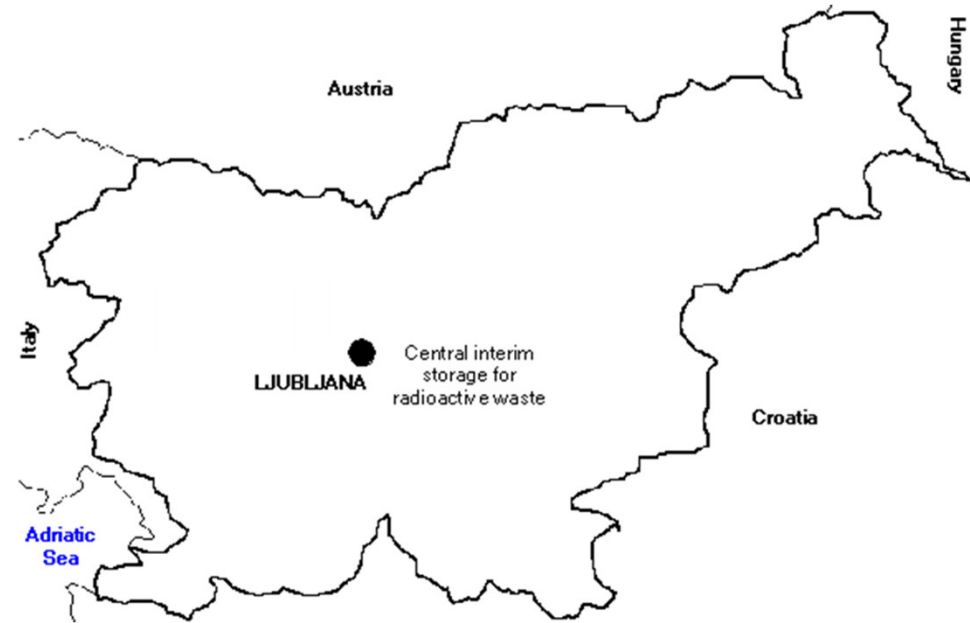 Hungary
Austria
Italy
Central interim
storage for
radioactive waste
LJUBLJANA
Croatia
Adriatic
Sea